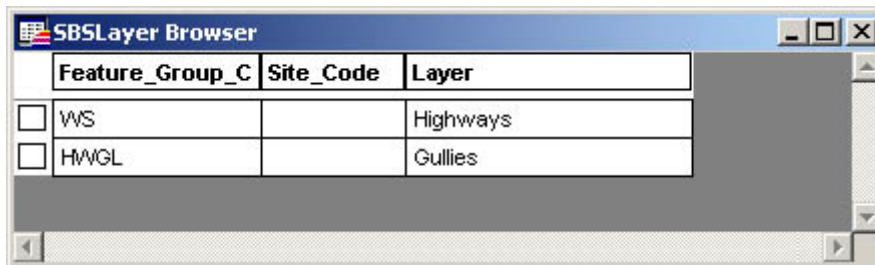 SBSLayer Browser
Feature_Group_C Site_Code Layer
WS Highways
HWGL Gullies